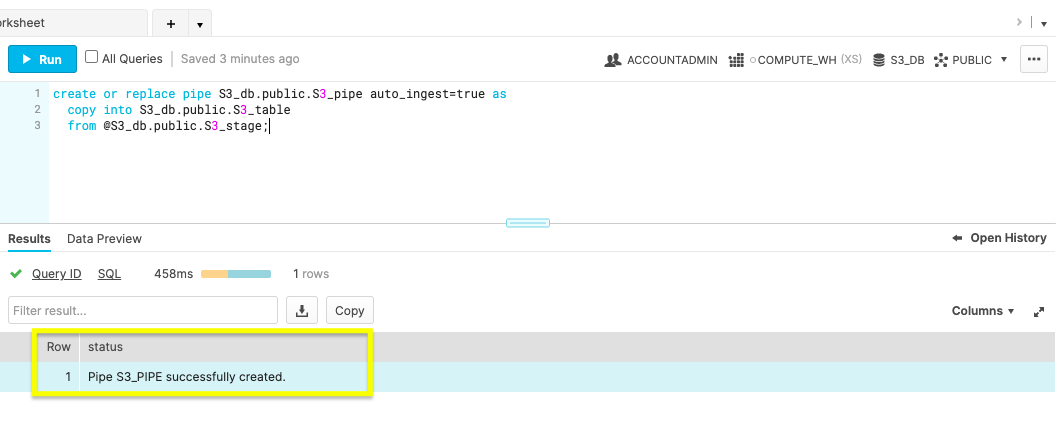 orksheet
+
All Queries
Run
Saved 3 minutes ago
ACCOUNTADMIN
COMPUTE_WH (XS)
S3_DB
PUBLIC
1 create or replace pipe S3_db.public.S3_pipe auto_ingest=true as
2 copy into S3_db.public.S3_table
3 from @S3_db.public.S3_stage;
Results Data Preview
Open History
Query ID SQL 458ms 1 rows
Filter result...
Copy
Columns
Row status
1 Pipe S3_PIPE successfully created.